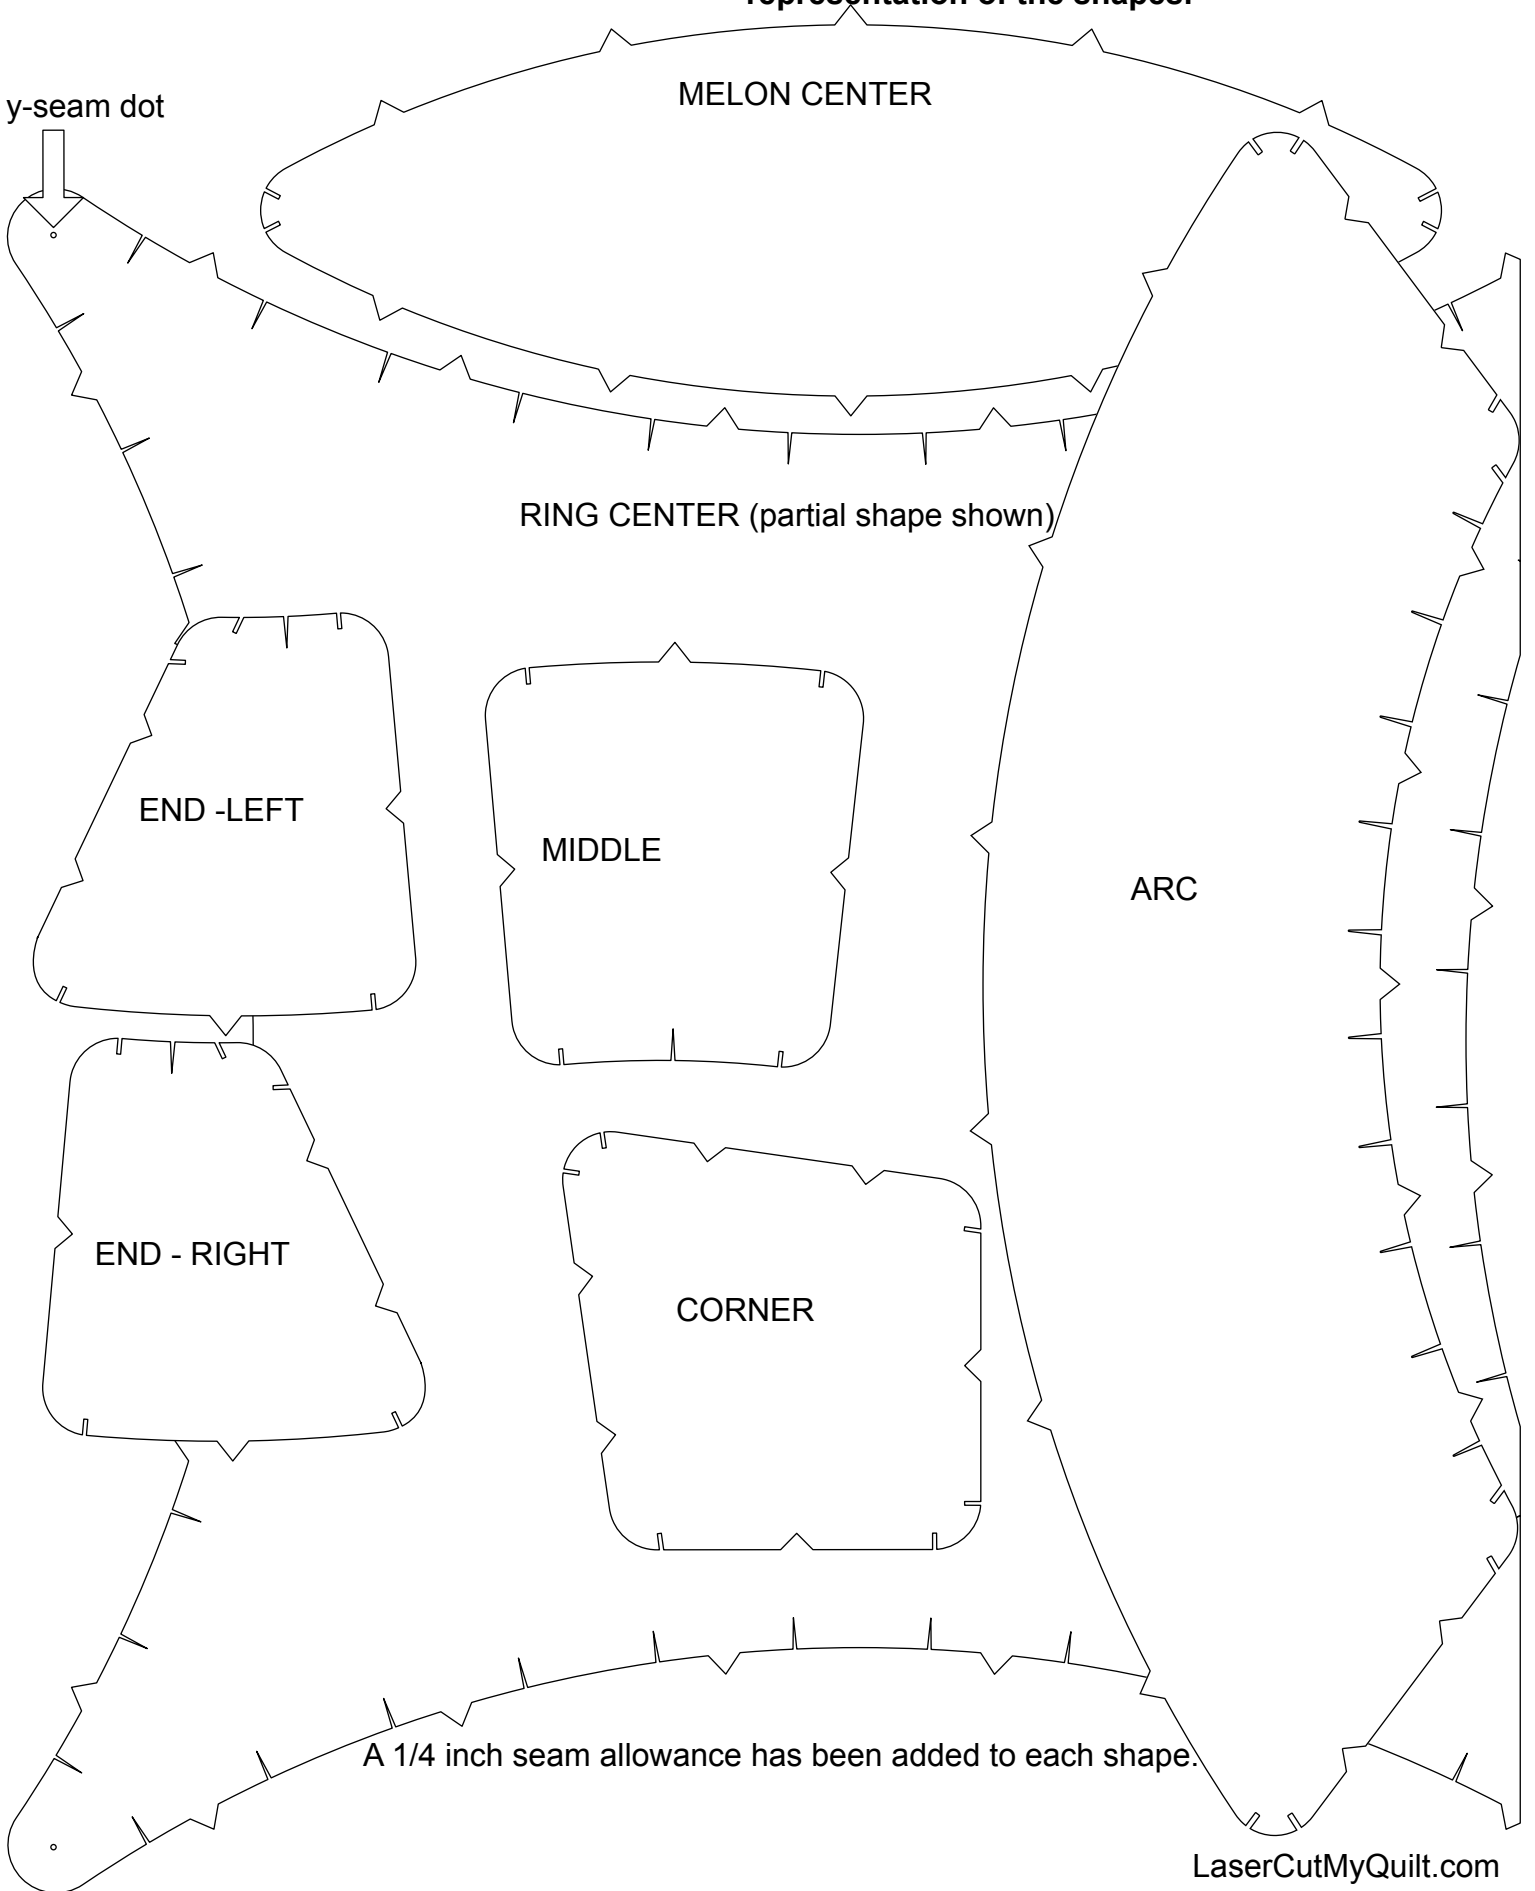 representation of the shapes.
MELON CENTER
y-seam dot
RING CENTER (partial shape shown)
END -LEFT
MIDDLE
ARC
END - RIGHT
CORNER
A 1/4 inch seam allowance has been added to each shape.
LaserCutMyQuilt.com